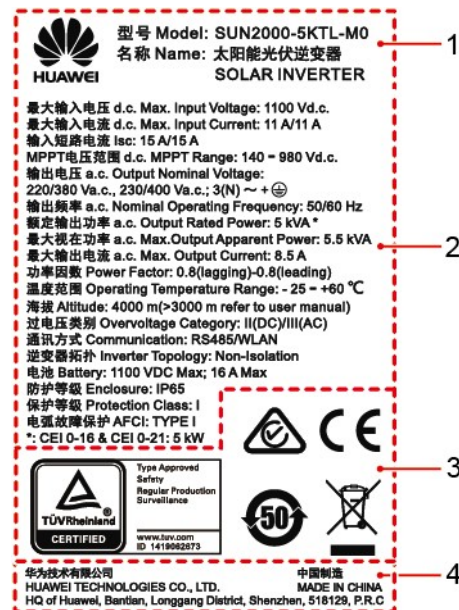 HUAWEI
型号 Model: SUN2000-5KTL-M0
名称 Name: 太阳能光伏逆变器
SOLAR INVERTER
1
最大输入电压 d.c. Max. Input Voltage: 1100 Vd.c.
最大输入电流 d.c. Max. Input Current: 11 A/11 A
输入短路电流 Isc: 15 A/15 A
MPPT电压范围 d.c. MPPT Range: 140 - 980 Vd.c.
输出电压 a.c. Output Nominal Voltage:
220/380 Va.c., 230/400 Va.c.; 3(N) ~ + ⏚
输出频率 a.c. Nominal Operating Frequency: 50/60 Hz
额定输出功率 a.c. Output Rated Power: 5 kVA *
最大视在功率 a.c. Max.Output Apparent Power: 5.5 kVA
最大输出电流 a.c. Max. Output Current: 8.5 A
功率因数 Power Factor: 0.8(lagging)-0.8(leading)
温度范围 Operating Temperature Range: - 25 - +60 ℃
海拔 Altitude: 4000 m(>3000 m refer to user manual)
过电压类别 Overvoltage Category: II(DC)/III(AC)
通讯方式 Communication: RS485/WLAN
逆变器拓扑 Inverter Topology: Non-Isolation
电池 Battery: 1100 VDC Max; 16 A Max
防护等级 Enclosure: IP65
保护等级 Protection Class: I
电弧故障保护 AFCI: TYPE I
*: CEI 0-16 & CEI 0-21: 5 kW
2
TÜVRheinland
CERTIFIED
Type Approved
Safety
Regular Production
Surveillance
www.tuv.com
ID 1419062673
CE
50
3
华为技术有限公司
HUAWEI TECHNOLOGIES CO., LTD.
中国制造
MADE IN CHINA
HQ of Huawei, Bantian, Longgang District, Shenzhen, 518129, P.R.C
4